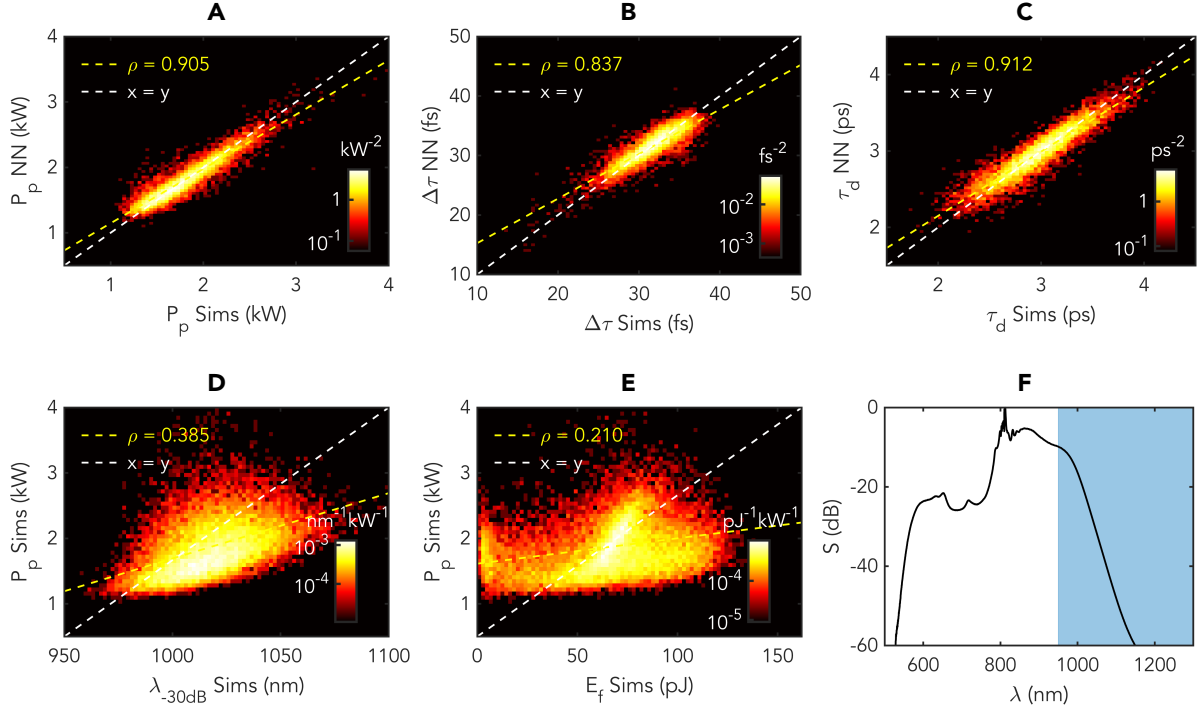 A
P_p NN (kW)
4
3
2
1
ρ = 0.905
x = y
kW^-2
1
10^-1
1
2
3
4
P_p Sims (kW)
B
Δτ NN (fs)
50
40
30
20
10
ρ = 0.837
x = y
fs^-2
10^-2
10^-3
10
20
30
40
50
Δτ Sims (fs)
C
τ_d NN (ps)
4
3
2
ρ = 0.912
x = y
ps^-2
1
10^-1
2
3
4
τ_d Sims (ps)
D
P_p Sims (kW)
4
3
2
1
ρ = 0.385
x = y
nm^-1kW^-1
10^-3
10^-4
950
1000
1050
1100
λ_-30dB Sims (nm)
E
P_p Sims (kW)
4
3
2
1
ρ = 0.210
x = y
pJ^-1kW^-1
10^-4
10^-5
0
50
100
150
E_f Sims (pJ)
F
S (dB)
0
-20
-40
-60
600
800
1000
1200
λ (nm)